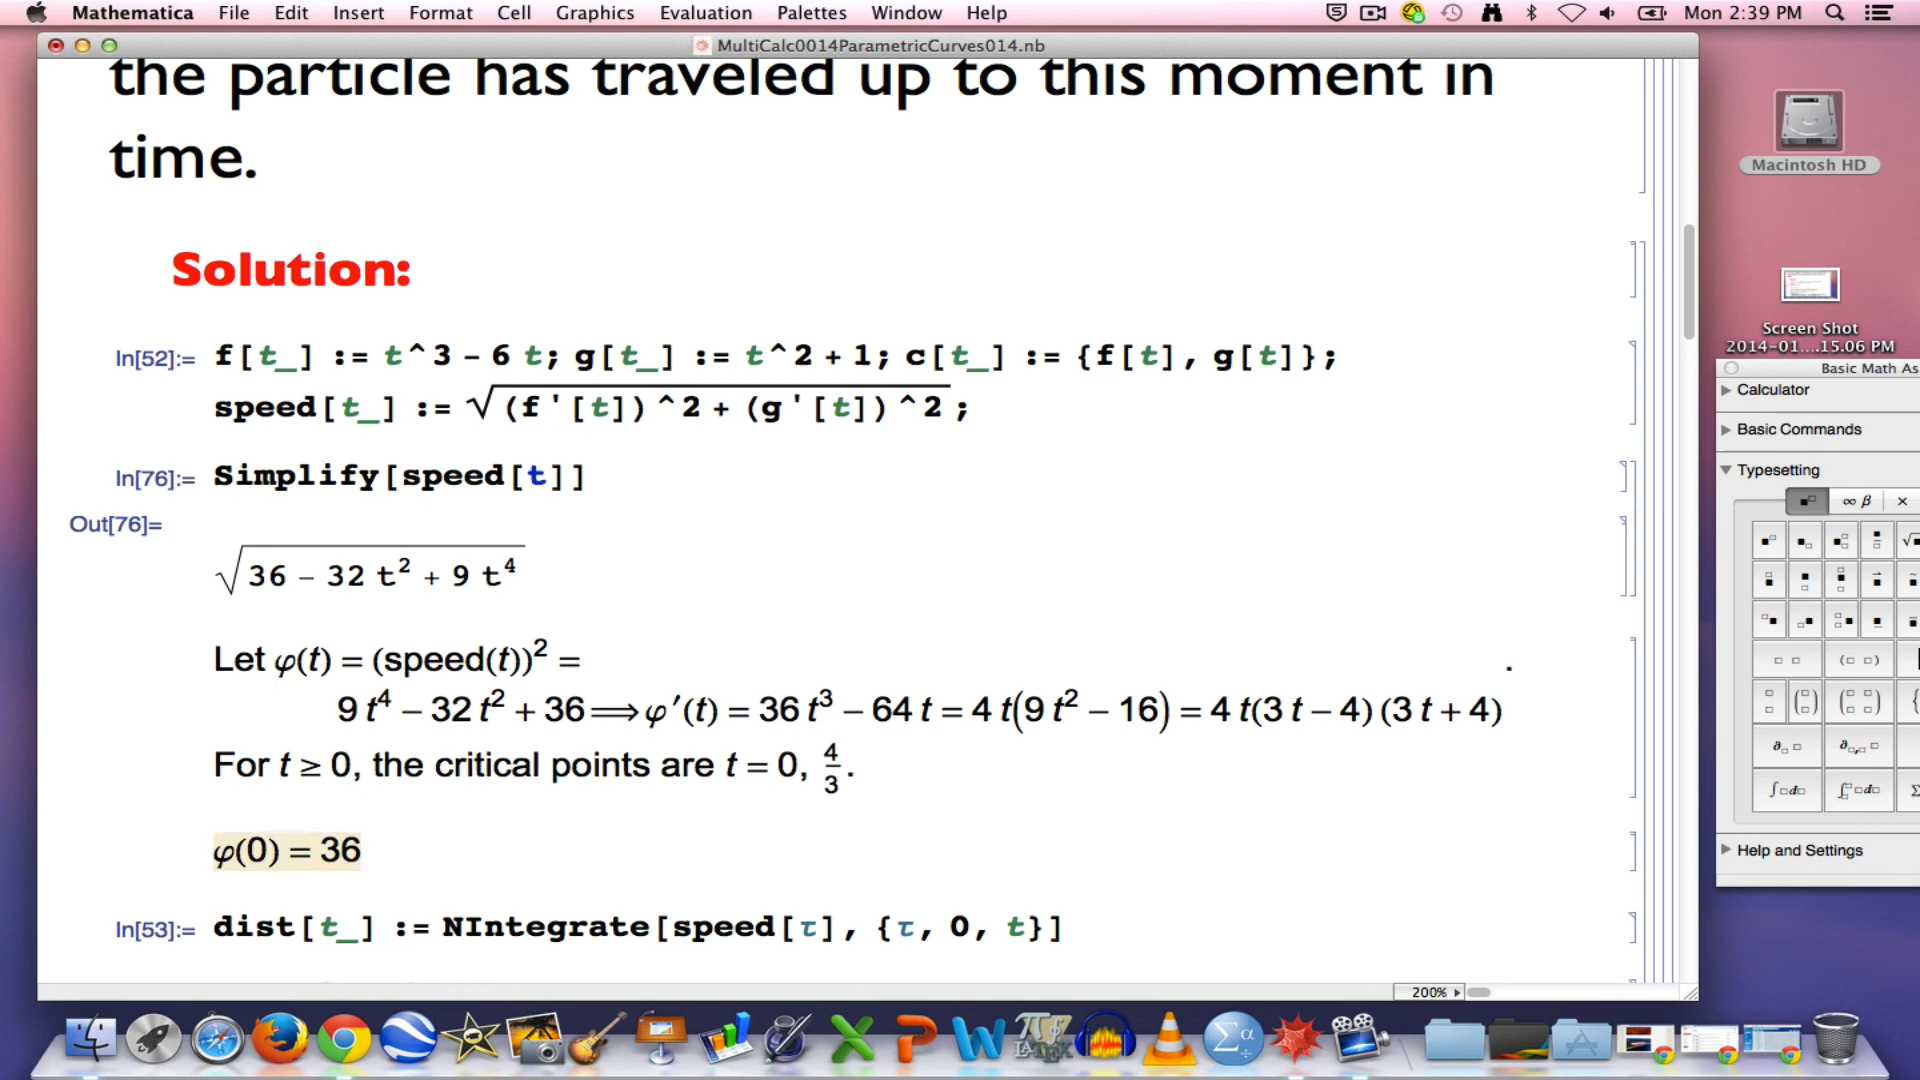 Mathematica File Edit Insert Format Cell Graphics Evaluation Palettes Window Help Mon 2:39 PM
MultiCalc0014ParametricCurves014.nb
the particle has traveled up to this moment in
time.
Solution:
In[52]:= f[t_] := t^3 - 6 t; g[t_] := t^2 + 1; c[t_] := {f[t], g[t]};
speed[t_] := √((f'[t])^2 + (g'[t])^2);
In[76]:= Simplify[speed[t]]
Out[76]=
√(36 - 32 t² + 9 t⁴)
Let φ(t) = (speed(t))² =
9 t⁴ - 32 t² + 36 ⟹ φ'(t) = 36 t³ - 64 t = 4 t(9 t² - 16) = 4 t(3 t - 4)(3 t + 4).
For t ≥ 0, the critical points are t = 0, 4/3.
φ(0) = 36
In[53]:= dist[t_] := NIntegrate[speed[τ], {τ, 0, t}]
200%
Macintosh HD
Screen Shot
2014-01....15.06 PM
Basic Math As
Calculator
Basic Commands
Typesetting
∞ β ×
Help and Settings